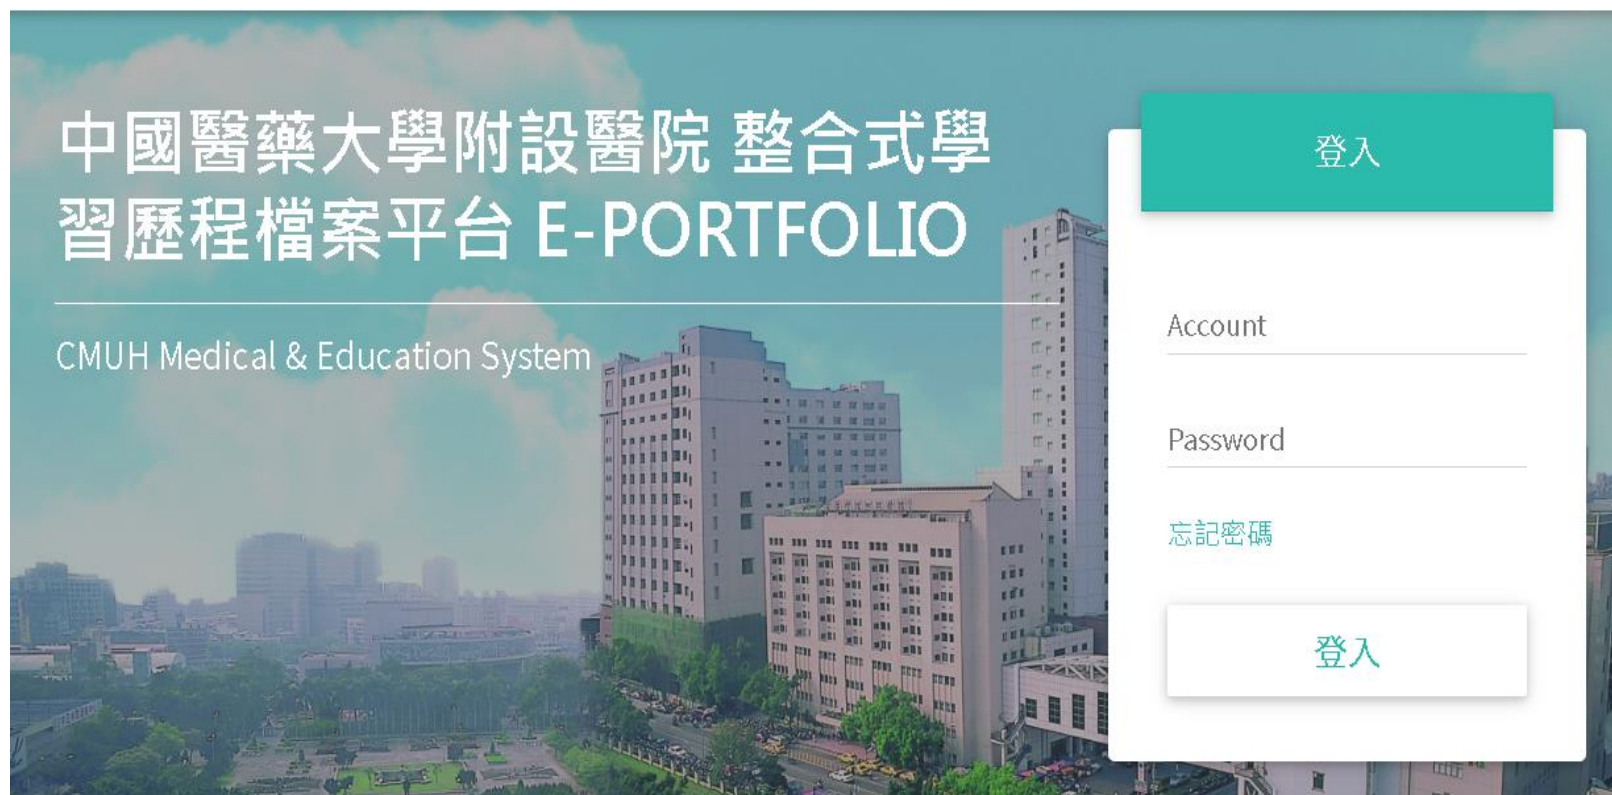 中國醫藥大學附設醫院 整合式學
習歷程檔案平台 E-PORTFOLIO
CMUH Medical & Education System
登入
Account
Password
忘記密碼
登入